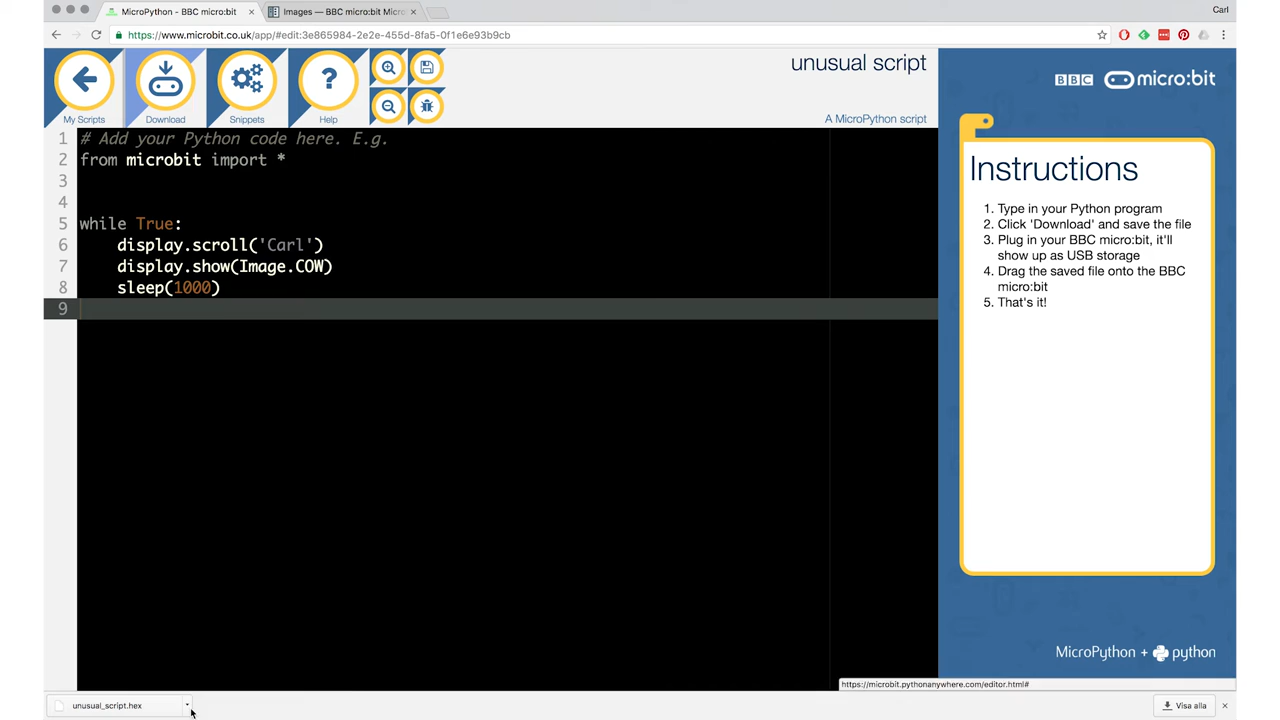 MicroPython - BBC micro:bit
Images — BBC micro:bit Micro
Carl
https://www.microbit.co.uk/app/#edit:3e865984-2e2e-455d-8fa5-0f1e6e93b9cb
My Scripts
Download
Snippets
?
Help
unusual script
A MicroPython script
BBC micro:bit
1 # Add your Python code here. E.g.
2 from microbit import *
3
4
5 while True:
6 display.scroll('Carl')
7 display.show(Image.COW)
8 sleep(1000)
9
Instructions
1. Type in your Python program
2. Click 'Download' and save the file
3. Plug in your BBC micro:bit, it'll
show up as USB storage
4. Drag the saved file onto the BBC
micro:bit
5. That's it!
MicroPython + python
https://microbit.pythonanywhere.com/editor.html#
unusual_script.hex
Visa alla